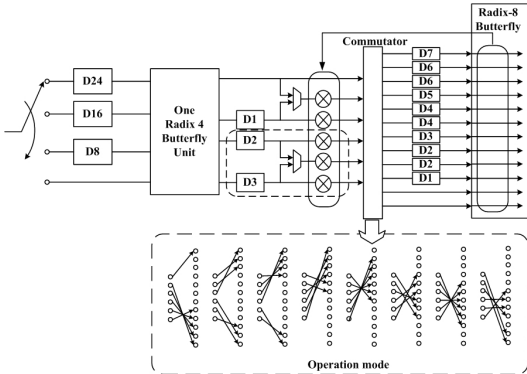 Radix-8
Butterfly
Commutator
D24
D16
D8
One
Radix 4
Butterfly
Unit
D1
D2
D3
D7
D6
D6
D5
D4
D4
D3
D2
D2
D1
Operation mode